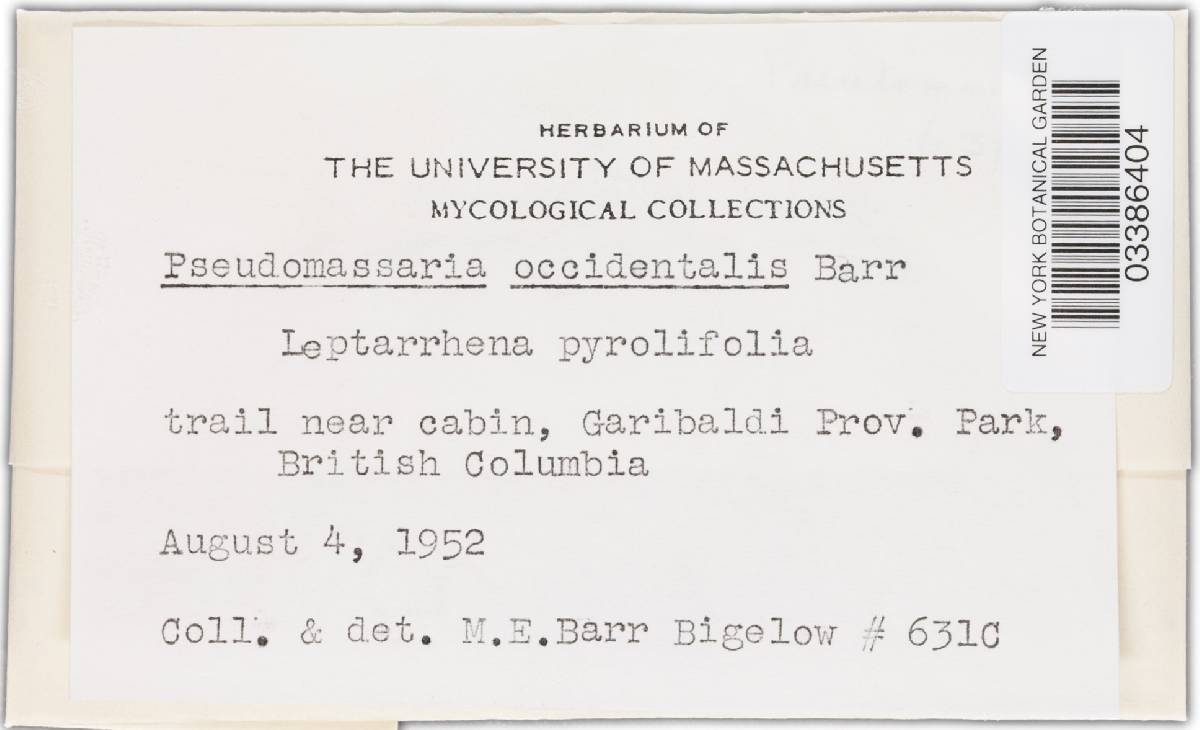 HERBARIUM OF
THE UNIVERSITY OF MASSACHUSETTS
MYCOLOGICAL COLLECTIONS
Pseudomassaria occidentalis Barr
Leptarrhena pyrolifolia
trail near cabin, Garibaldi Prov. Park,
British Columbia
August 4, 1952
Coll. & det. M.E.Barr Bigelow # 631C
NEW YORK BOTANICAL GARDEN
03386404